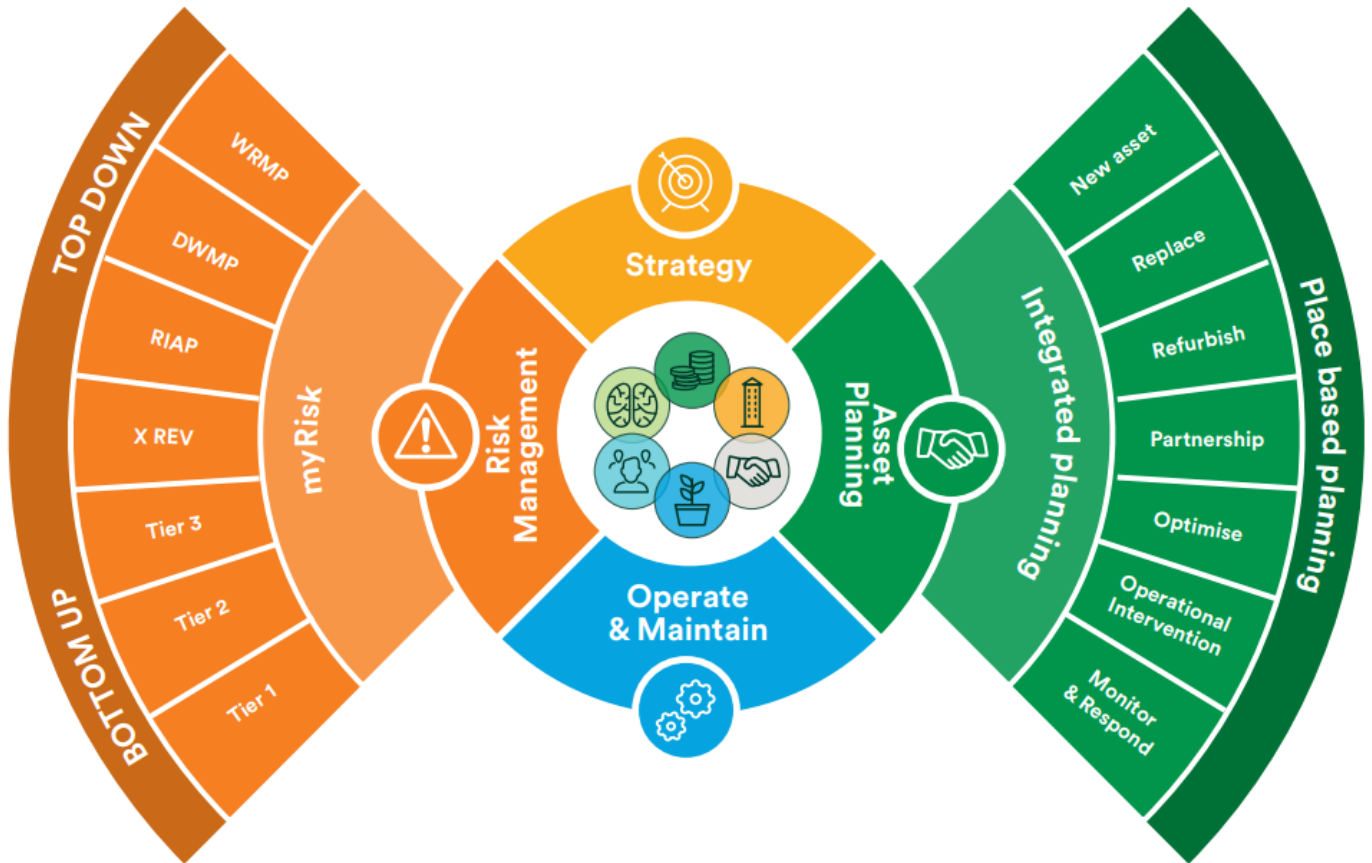 TOP DOWN
BOTTOM UP
WRMP
DWMP
RIAP
X REV
Tier 3
Tier 2
Tier 1
myRisk
Risk
Management
Strategy
Operate
& Maintain
Asset
Planning
Integrated planning
New asset
Replace
Refurbish
Partnership
Optimise
Operational
Intervention
Monitor
& Respond
Place based planning